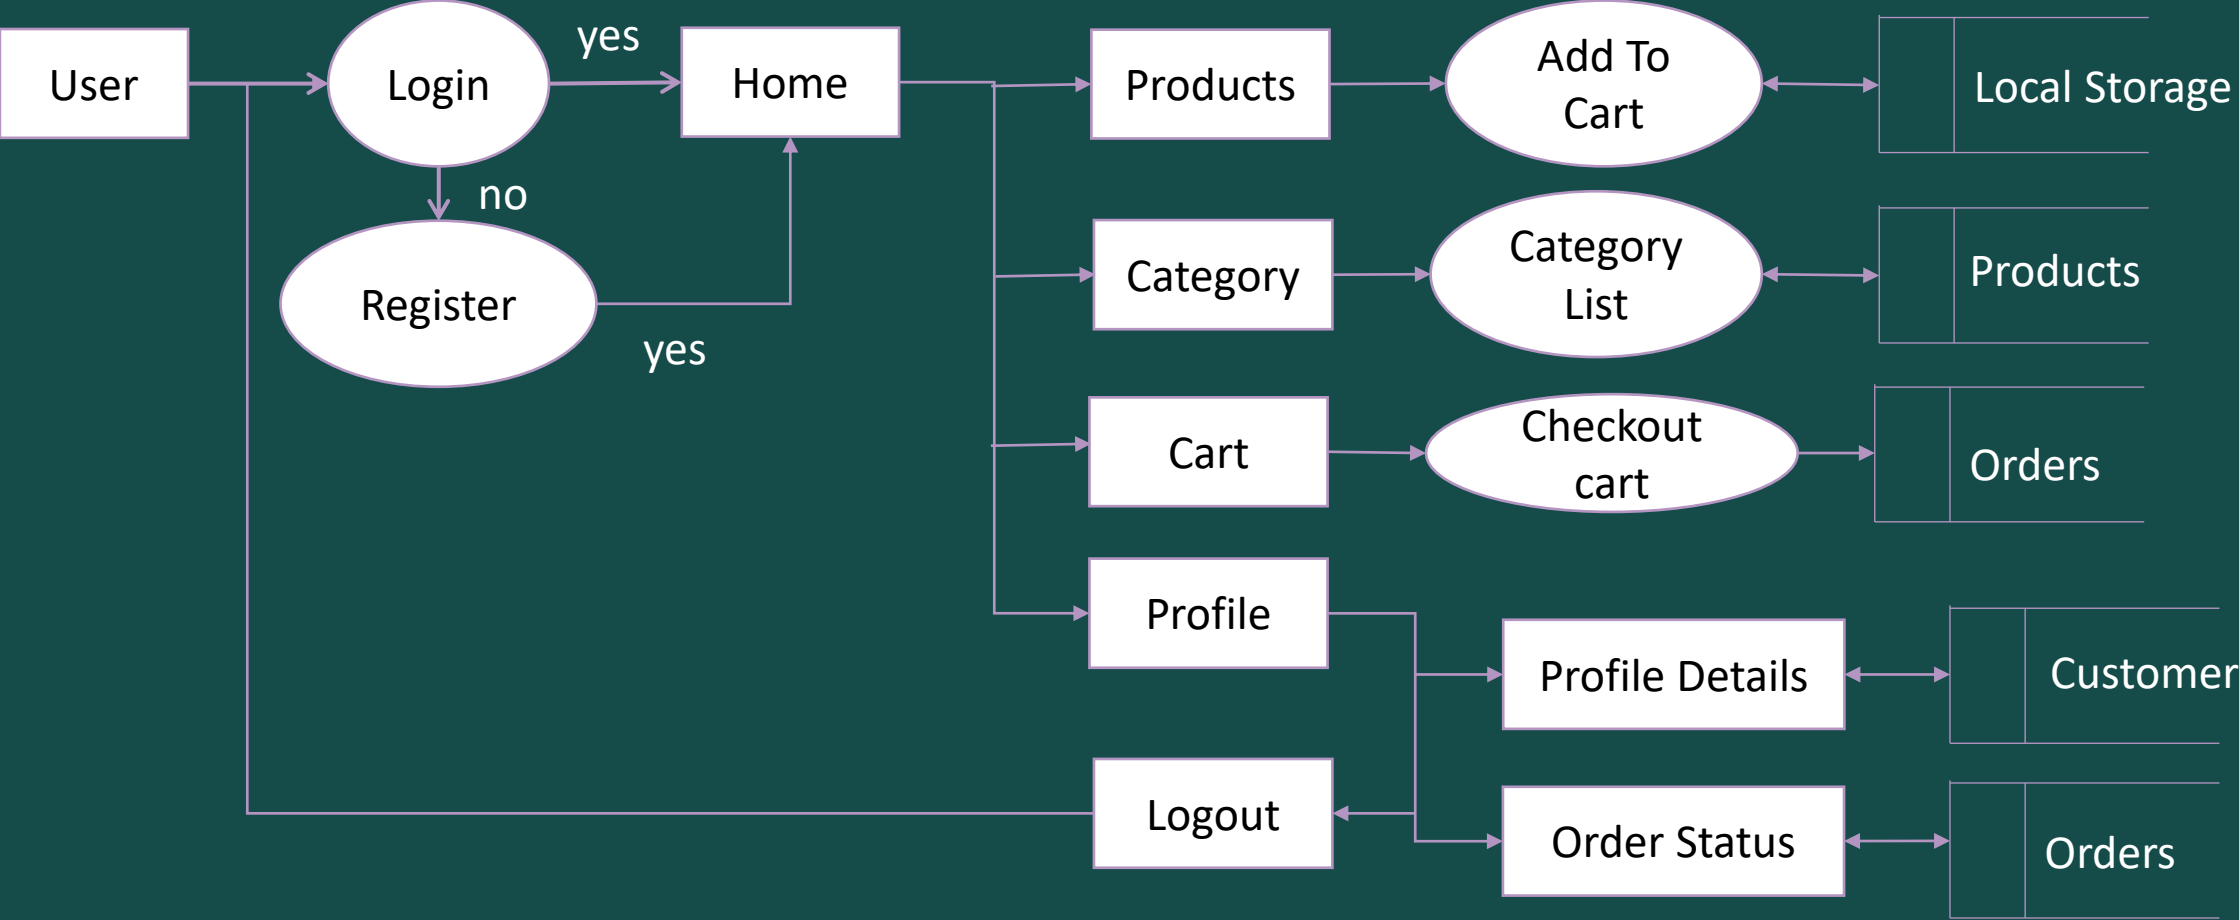 User
Login
yes
Home
Products
Add To
Cart
Local Storage
no
Register
yes
Category
Category
List
Products
Cart
Checkout
cart
Orders
Profile
Profile Details
Customer
Logout
Order Status
Orders